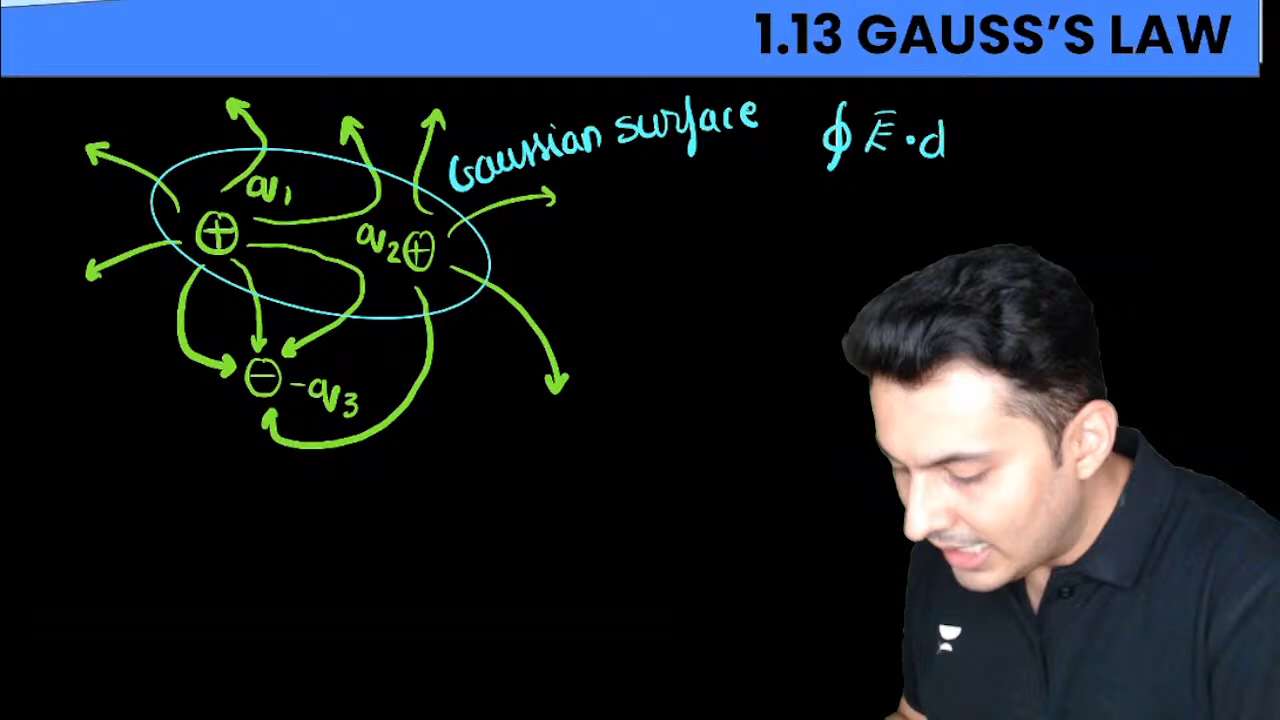 1.13 GAUSS'S LAW
Gaussian surface
∮ Ē·d
q₁
+
q₂
+
−
-q₃